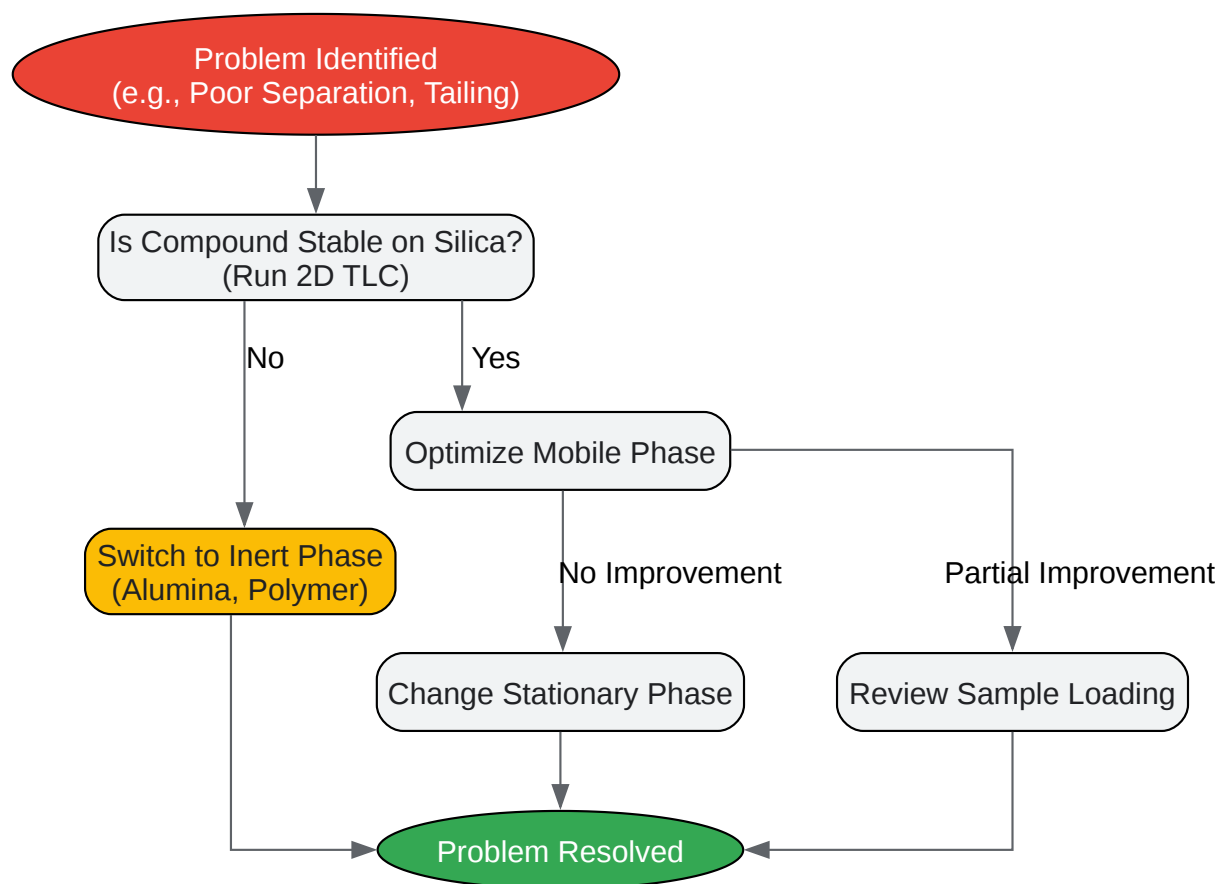 Problem Identified
(e.g., Poor Separation, Tailing)
Is Compound Stable on Silica?
(Run 2D TLC)
No
Yes
Optimize Mobile Phase
Switch to Inert Phase
(Alumina, Polymer)
No Improvement
Partial Improvement
Change Stationary Phase
Review Sample Loading
Problem Resolved